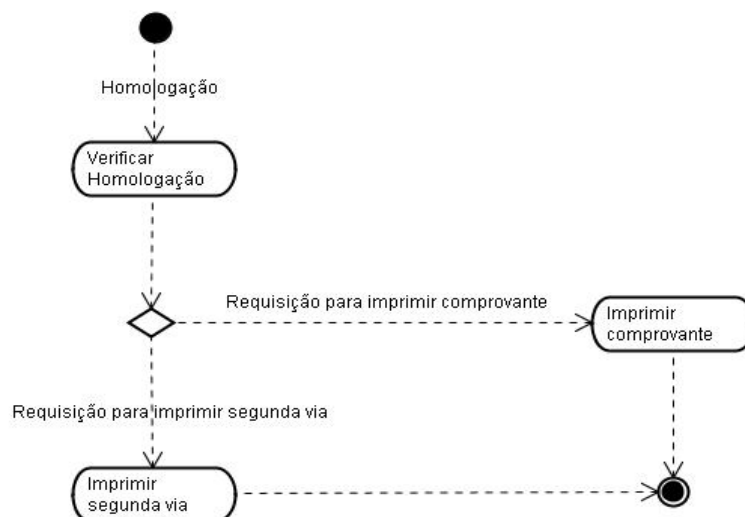 Homologação
Verificar
Homologação
Requisição para imprimir comprovante
Imprimir
comprovante
Requisição para imprimir segunda via
Imprimir
segunda via